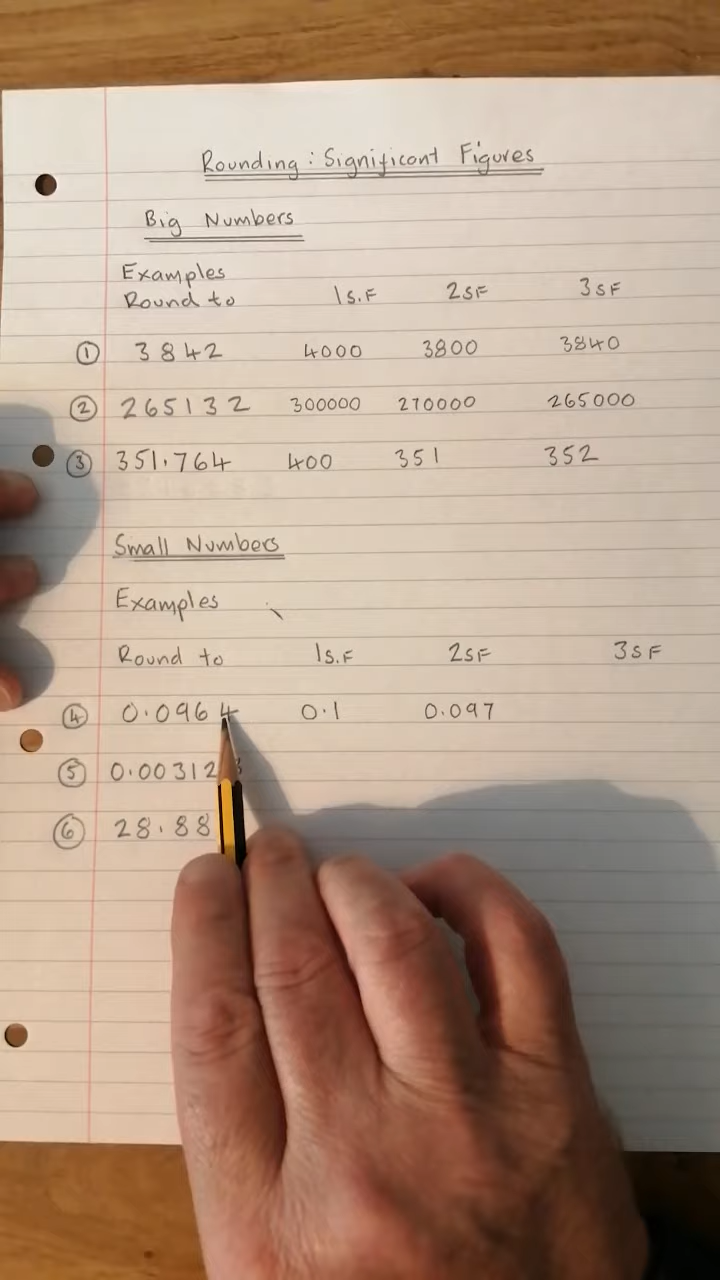 Rounding : Significant Figures
Big Numbers
Examples
Round to 1s.F 2SF 3SF
① 3842 4000 3800 3840
② 265132 300000 270000 265000
③ 351.764 400 351 352
Small Numbers
Examples
Round to 1s.F 2SF 3SF
④ 0.0964 0.1 0.097
⑤ 0.00312
⑥ 28.88